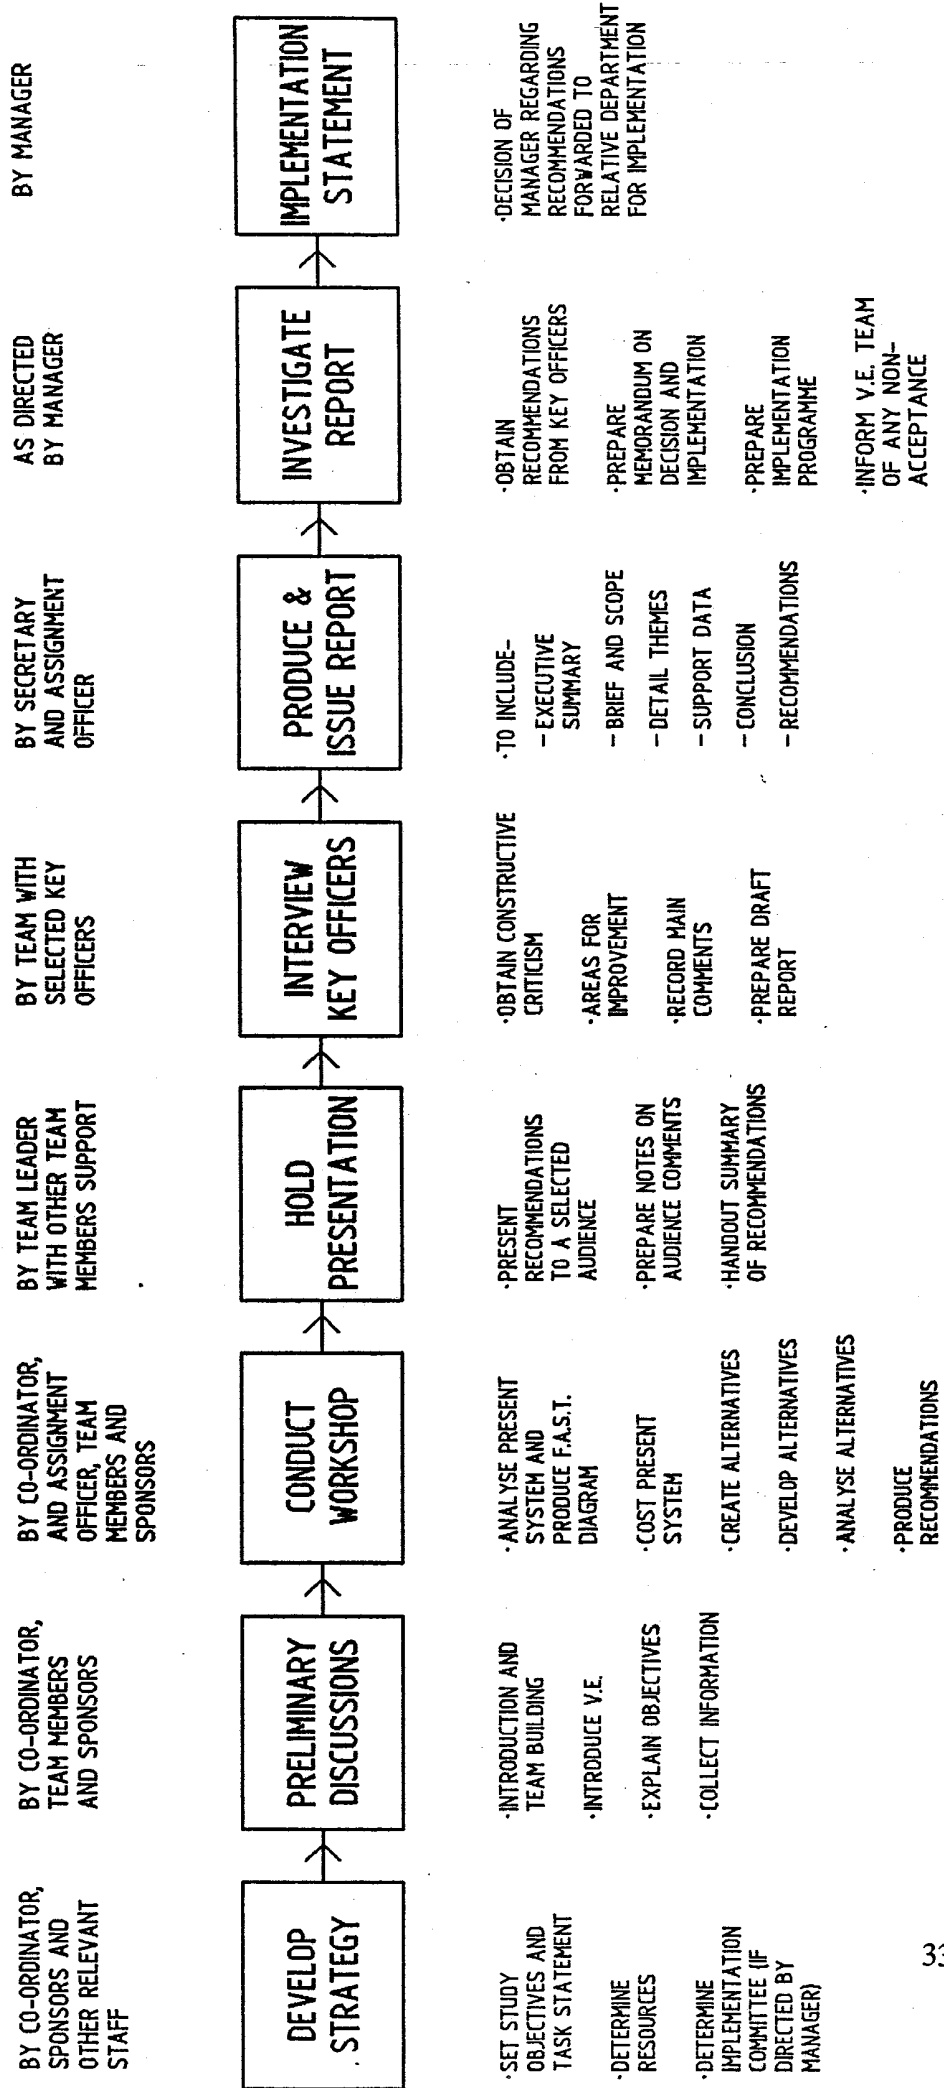 BY CO-ORDINATOR,
SPONSORS AND
OTHER RELEVANT
STAFF
DEVELOP
STRATEGY
·SET STUDY
OBJECTIVES AND
TASK STATEMENT
·DETERMINE
RESOURCES
·DETERMINE
IMPLEMENTATION
COMMITTEE (IF
DIRECTED BY
MANAGER)
BY CO-ORDINATOR,
TEAM MEMBERS
AND SPONSORS
PRELIMINARY
DISCUSSIONS
·INTRODUCTION AND
TEAM BUILDING
·INTRODUCE V.E.
·EXPLAIN OBJECTIVES
·COLLECT INFORMATION
BY CO-ORDINATOR,
AND ASSIGNMENT
OFFICER, TEAM
MEMBERS AND
SPONSORS
CONDUCT
WORKSHOP
·ANALYSE PRESENT
SYSTEM AND
PRODUCE F.A.S.T.
DIAGRAM
·COST PRESENT
SYSTEM
·CREATE ALTERNATIVES
·DEVELOP ALTERNATIVES
·ANALYSE ALTERNATIVES
·PRODUCE
RECOMMENDATIONS
BY TEAM LEADER
WITH OTHER TEAM
MEMBERS SUPPORT
HOLD
PRESENTATION
·PRESENT
RECOMMENDATIONS
TO A SELECTED
AUDIENCE
·PREPARE NOTES ON
AUDIENCE COMMENTS
·HANDOUT SUMMARY
OF RECOMMENDATIONS
BY TEAM WITH
SELECTED KEY
OFFICERS
INTERVIEW
KEY OFFICERS
·OBTAIN CONSTRUCTIVE
CRITICISM
·AREAS FOR
IMPROVEMENT
·RECORD MAIN
COMMENTS
·PREPARE DRAFT
REPORT
BY SECRETARY
AND ASSIGNMENT
OFFICER
PRODUCE &
ISSUE REPORT
·TO INCLUDE-
- EXECUTIVE
SUMMARY
- BRIEF AND SCOPE
- DETAIL THEMES
- SUPPORT DATA
- CONCLUSION
- RECOMMENDATIONS
AS DIRECTED
BY MANAGER
INVESTIGATE
REPORT
·OBTAIN
RECOMMENDATIONS
FROM KEY OFFICERS
·PREPARE
MEMORANDUM ON
DECISION AND
IMPLEMENTATION
·PREPARE
IMPLEMENTATION
PROGRAMME
·INFORM V.E. TEAM
OF ANY NON-
ACCEPTANCE
BY MANAGER
IMPLEMENTATION
STATEMENT
·DECISION OF
MANAGER REGARDING
RECOMMENDATIONS
FORWARDED TO
RELATIVE DEPARTMENT
FOR IMPLEMENTATION
33